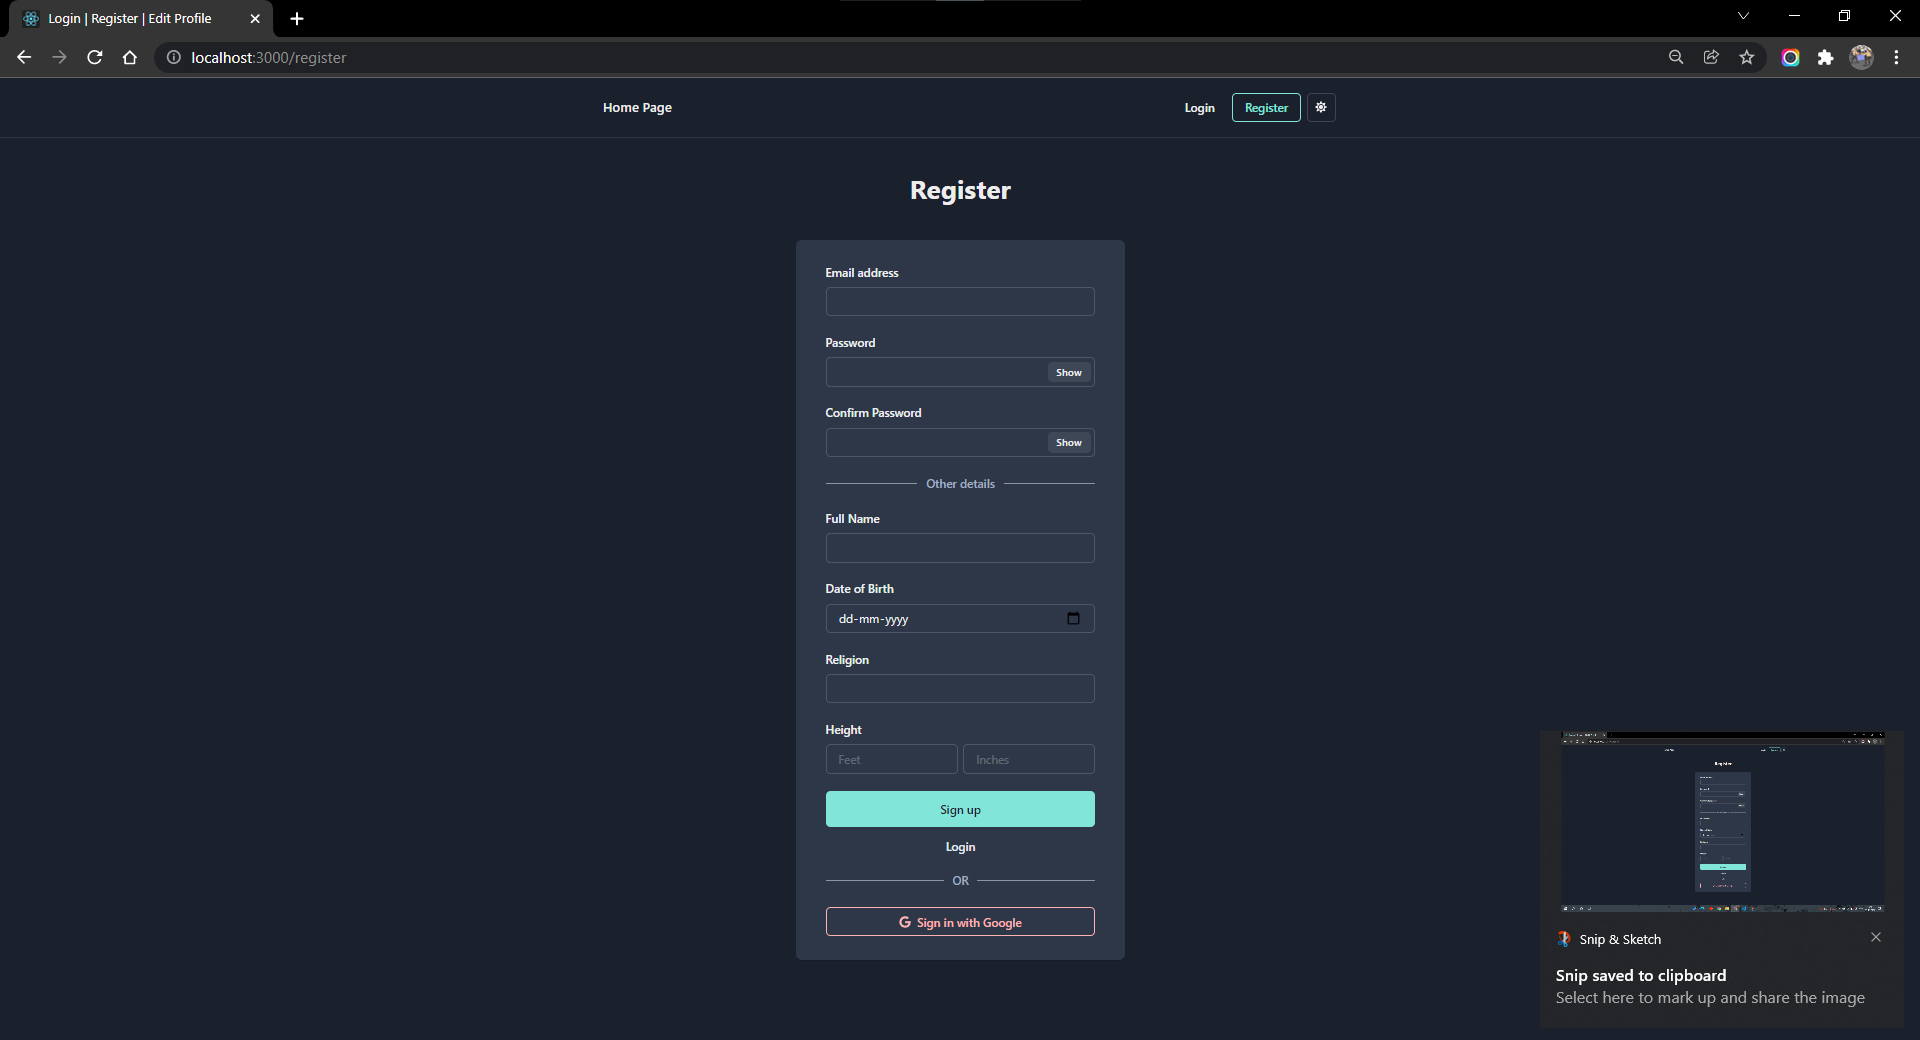 Login | Register | Edit Profile
localhost:3000/register
Home Page
Login
Register
Register
Email address
Password
Show
Confirm Password
Show
Other details
Full Name
Date of Birth
dd-mm-yyyy
Religion
Height
Feet
Inches
Sign up
Login
OR
G Sign in with Google
Register
Snip & Sketch
Snip saved to clipboard
Select here to mark up and share the image